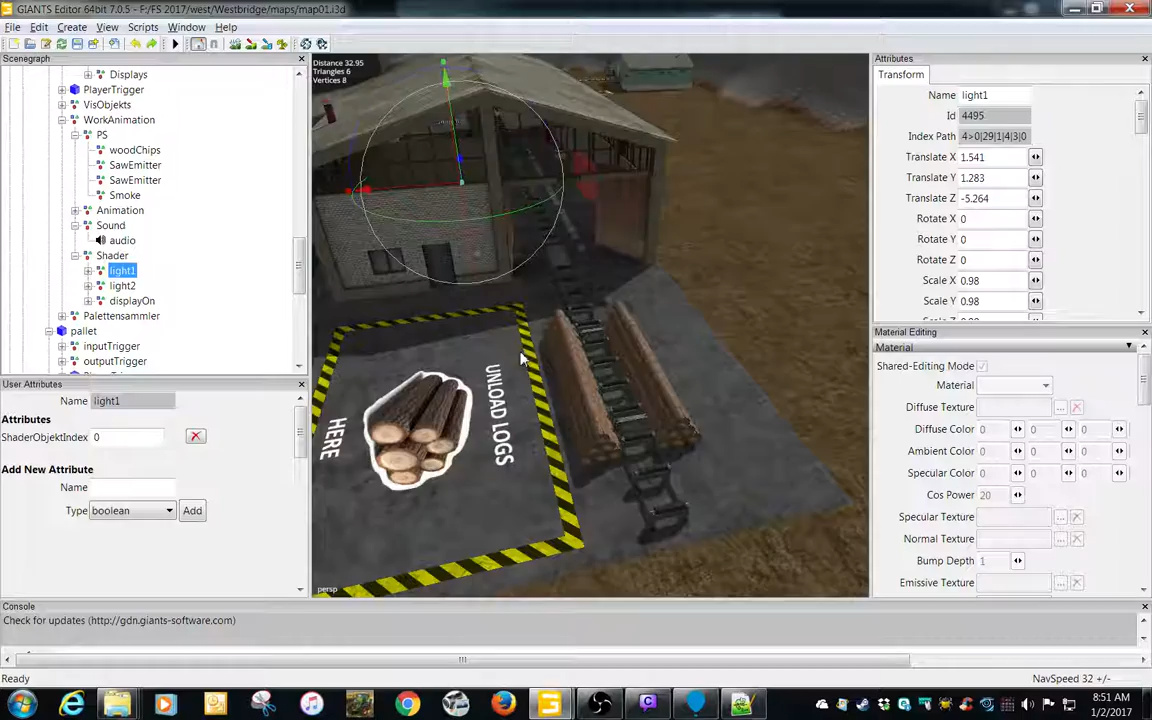 GIANTS Editor 64bit 7.0.5 - F:/FS 2017/west/Westbridge/maps/map01.i3d
File Edit Create View Scripts Window Help
Scenegraph
Displays
PlayerTrigger
VisObjekts
WorkAnimation
PS
woodChips
SawEmitter
SawEmitter
Smoke
Animation
Sound
audio
Shader
light1
light2
displayOn
Palettensammler
pallet
inputTrigger
outputTrigger
User Attributes
Name light1
Attributes
ShaderObjektIndex 0
Add New Attribute
Name
Type boolean Add
Distance 32.95
Triangles 6
Vertices 8
UNLOAD LOGS
HERE
persp
Attributes
Transform
Name light1
Id 4495
Index Path 4>0|29|1|4|3|0
Translate X 1.541
Translate Y 1.283
Translate Z -5.264
Rotate X 0
Rotate Y 0
Rotate Z 0
Scale X 0.98
Scale Y 0.98
Material Editing
Material
Shared-Editing Mode
Material
Diffuse Texture ...
Diffuse Color 0 0 0
Ambient Color 0 0 0
Specular Color 0 0 0
Cos Power 20
Specular Texture ...
Normal Texture ...
Bump Depth 1
Emissive Texture ...
Console
Check for updates (http://gdn.giants-software.com)
Ready
NavSpeed 32 +/-
8:51 AM
1/2/2017